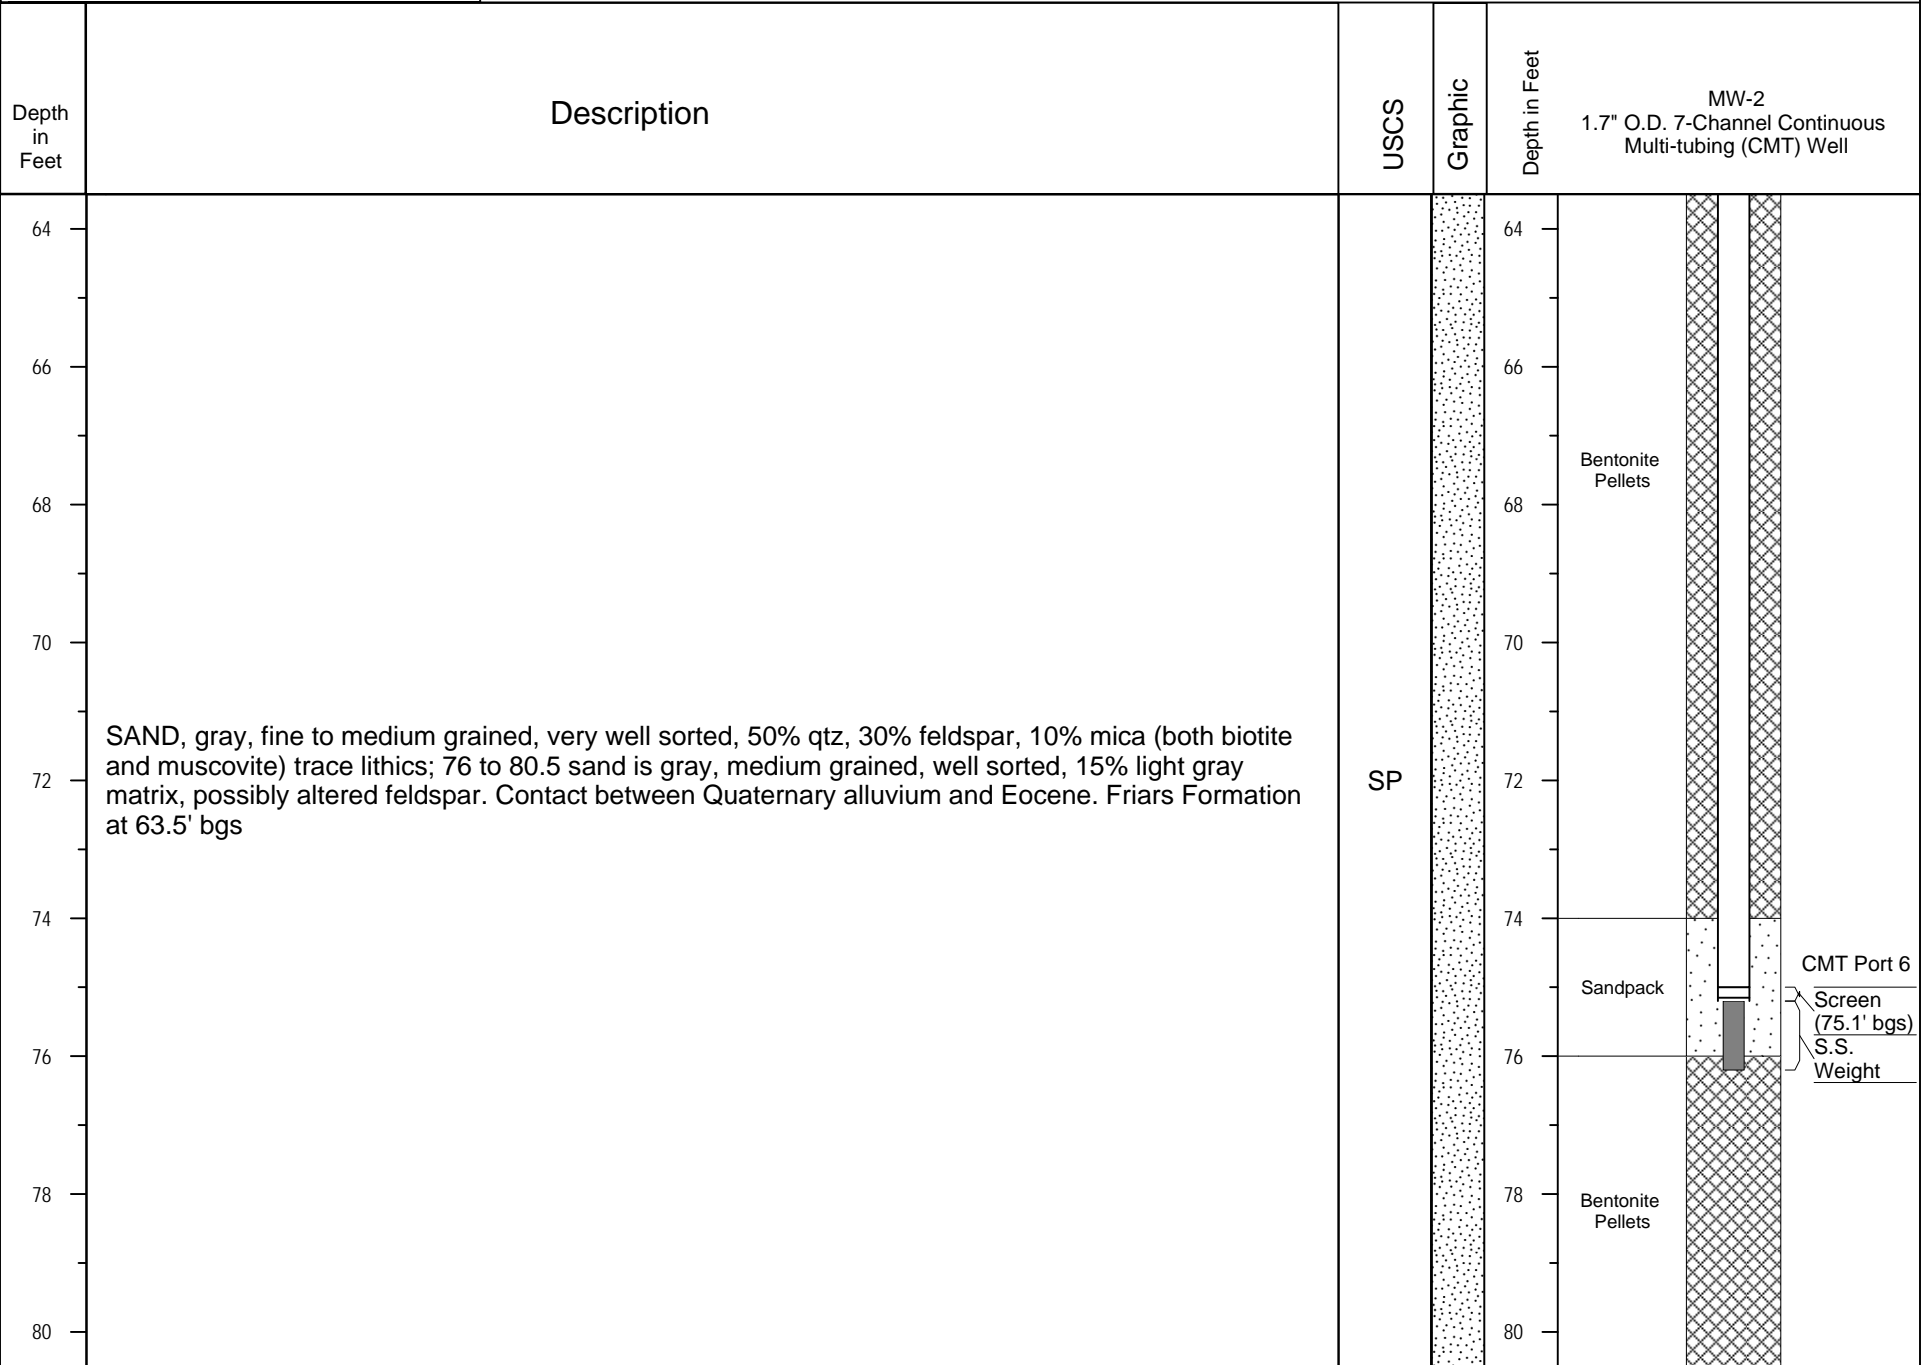 Depth
in
Feet
Description
USCS
Graphic
Depth in Feet
MW-2
1.7" O.D. 7-Channel Continuous
Multi-tubing (CMT) Well
64
66
68
70
72
74
76
78
80
SAND, gray, fine to medium grained, very well sorted, 50% qtz, 30% feldspar, 10% mica (both biotite
and muscovite) trace lithics; 76 to 80.5 sand is gray, medium grained, well sorted, 15% light gray
matrix, possibly altered feldspar. Contact between Quaternary alluvium and Eocene. Friars Formation
at 63.5' bgs
SP
64
66
68
70
72
74
76
78
80
Bentonite
Pellets
Sandpack
Bentonite
Pellets
CMT Port 6
Screen
(75.1' bgs)
S.S.
Weight